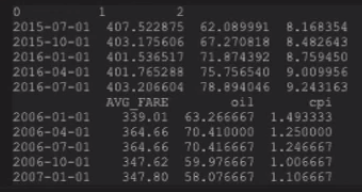 0 1 2
2015-07-01 407.522875 62.089991 8.168354
2015-10-01 403.175606 67.270818 8.482643
2016-01-01 401.536517 71.874392 8.759450
2016-04-01 401.765288 75.756540 9.009956
2016-07-01 403.206604 78.894046 9.243163
AVG_FARE oil cpi
2006-01-01 339.01 63.266667 1.493333
2006-04-01 364.66 70.410000 1.250000
2006-07-01 364.66 70.416667 1.246667
2006-10-01 347.62 59.976667 1.006667
2007-01-01 347.80 58.076667 1.106667